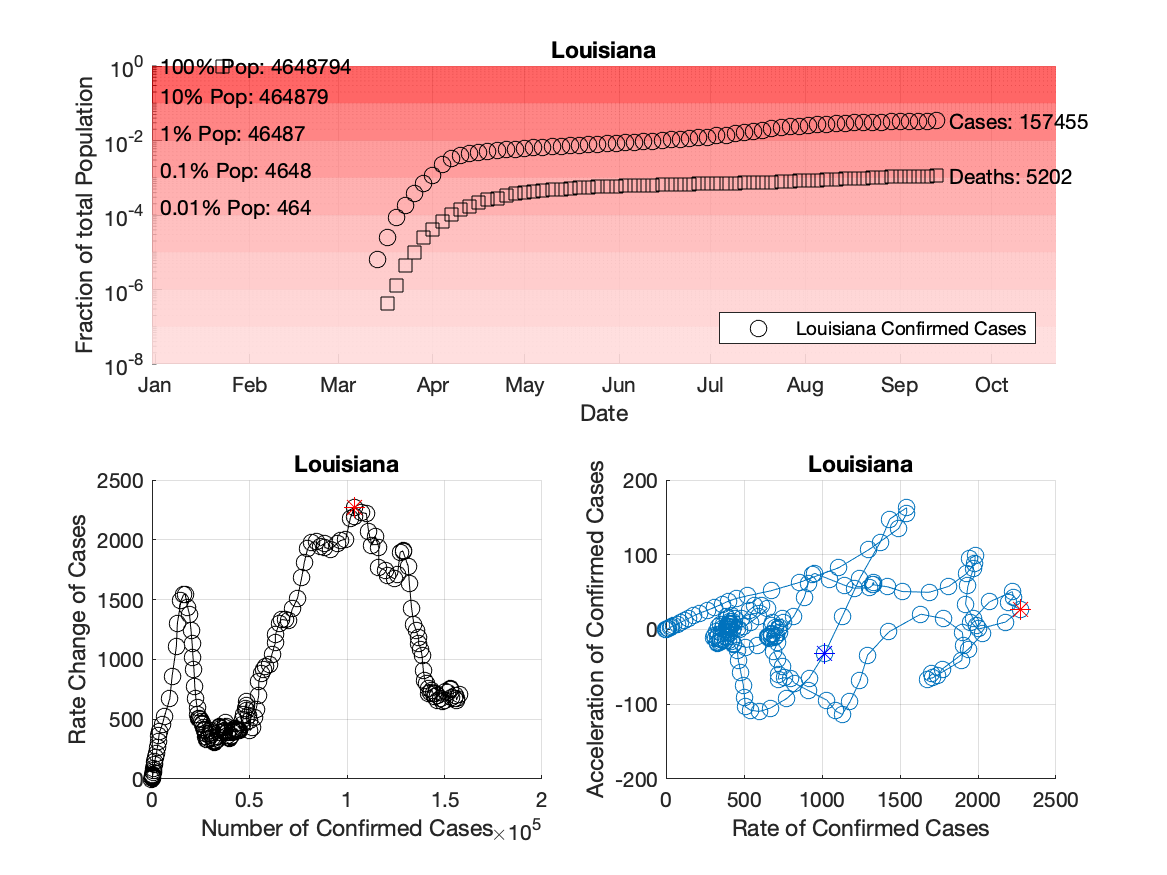 Louisiana
Fraction of total Population
10^0
10^-2
10^-4
10^-6
10^-8
100% Pop: 4648794
10% Pop: 464879
1% Pop: 46487
0.1% Pop: 4648
0.01% Pop: 464
Cases: 157455
Deaths: 5202
Louisiana Confirmed Cases
Jan Feb Mar Apr May Jun Jul Aug Sep Oct
Date
Louisiana
Rate Change of Cases
2500
2000
1500
1000
500
0
0 0.5 1 1.5 2
Number of Confirmed Cases ×10^5
Louisiana
Acceleration of Confirmed Cases
200
100
0
-100
-200
0 500 1000 1500 2000 2500
Rate of Confirmed Cases